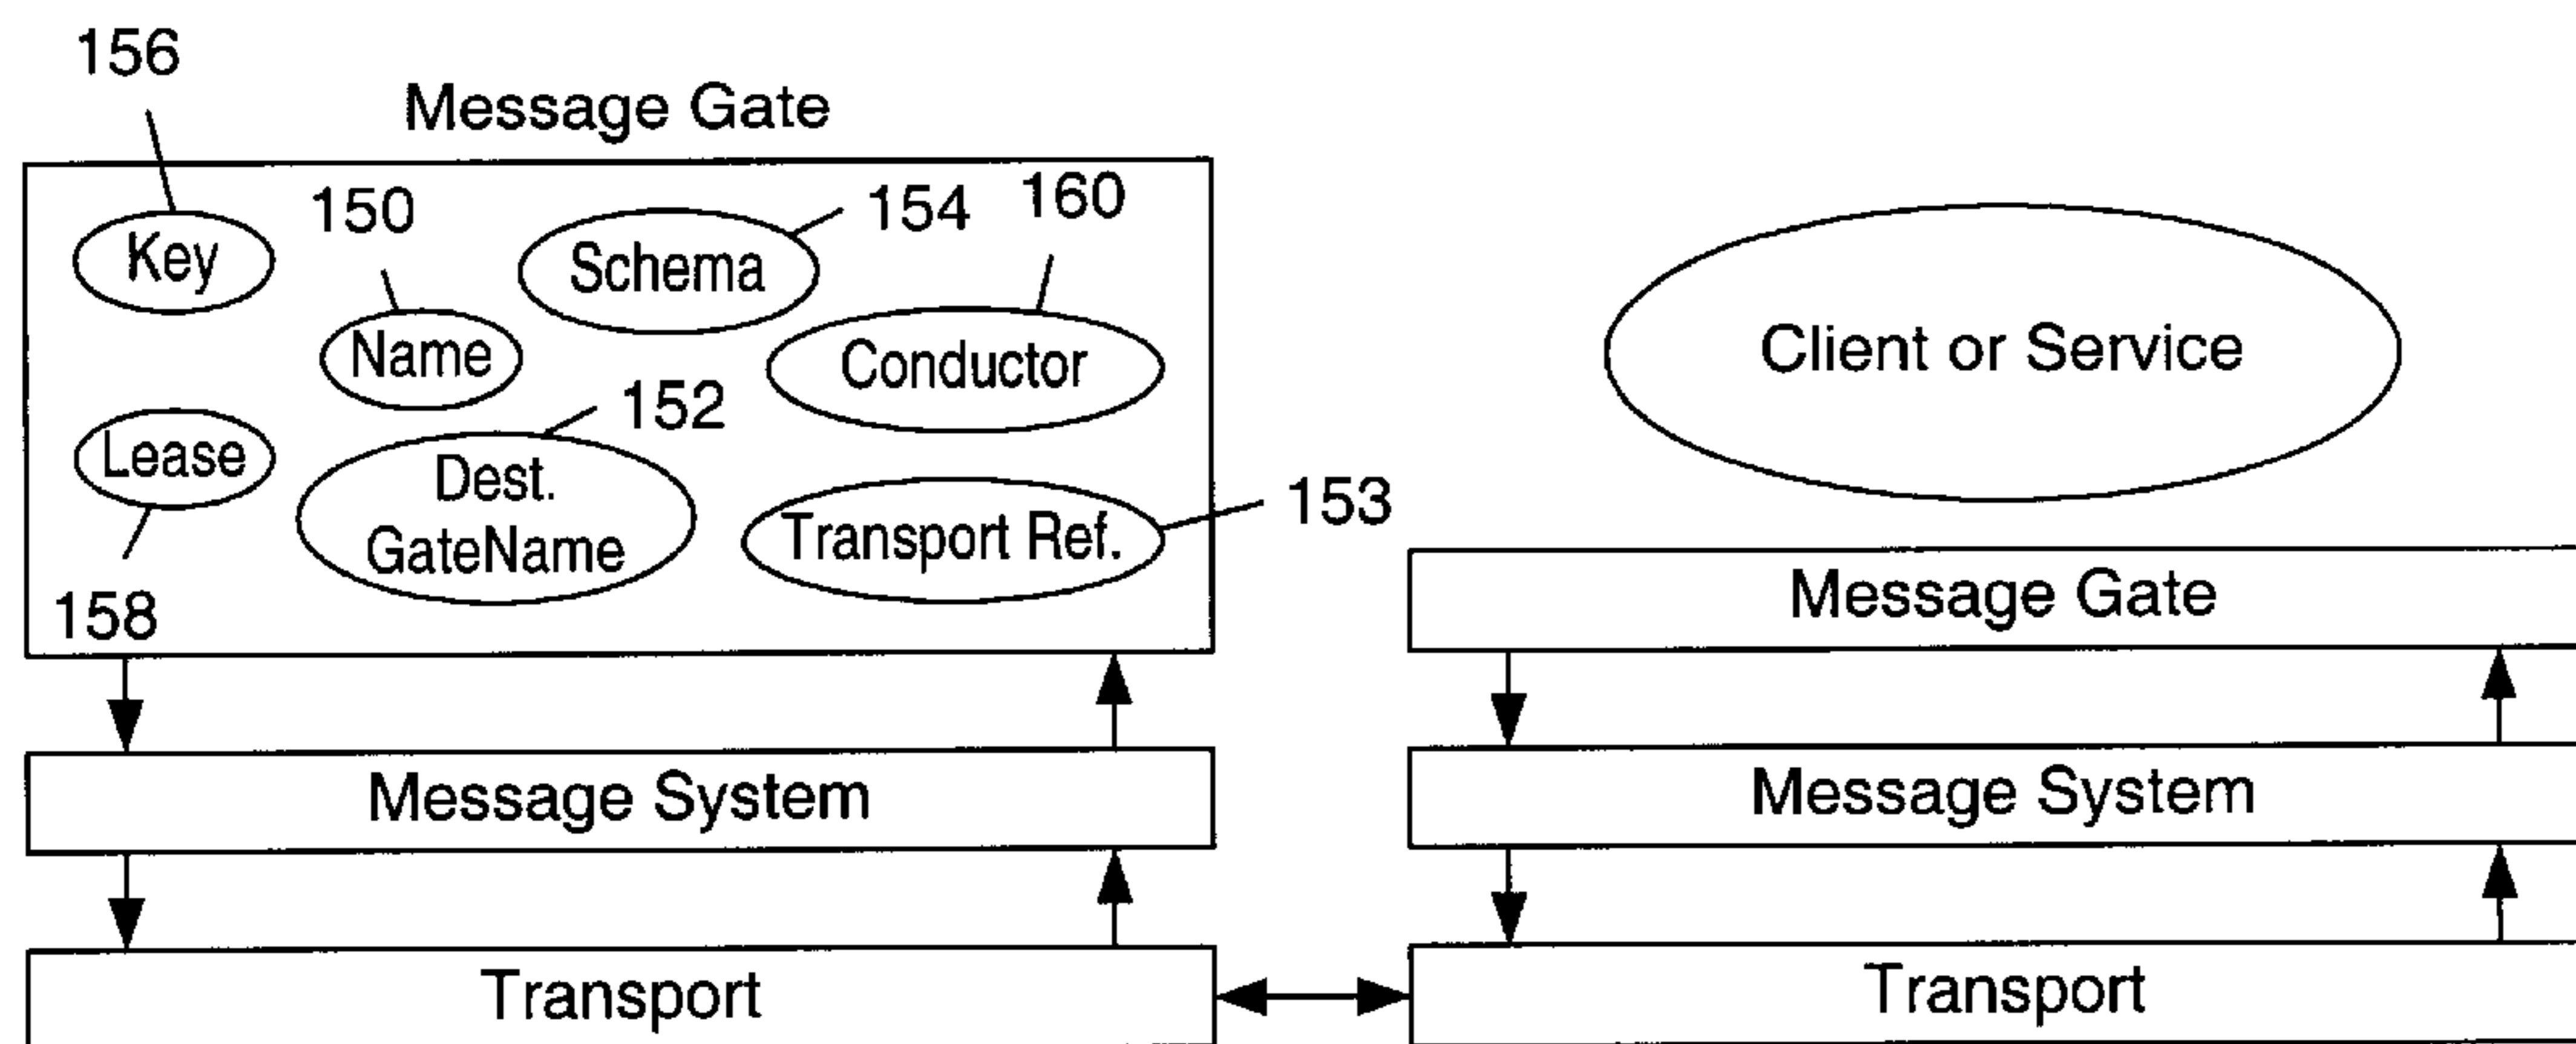 156
Message Gate
150
154
160
Key
Schema
Name
Conductor
152
Lease
Dest.
GateName
Transport Ref.
153
158
Client or Service
Message Gate
Message System
Message System
Transport
Transport